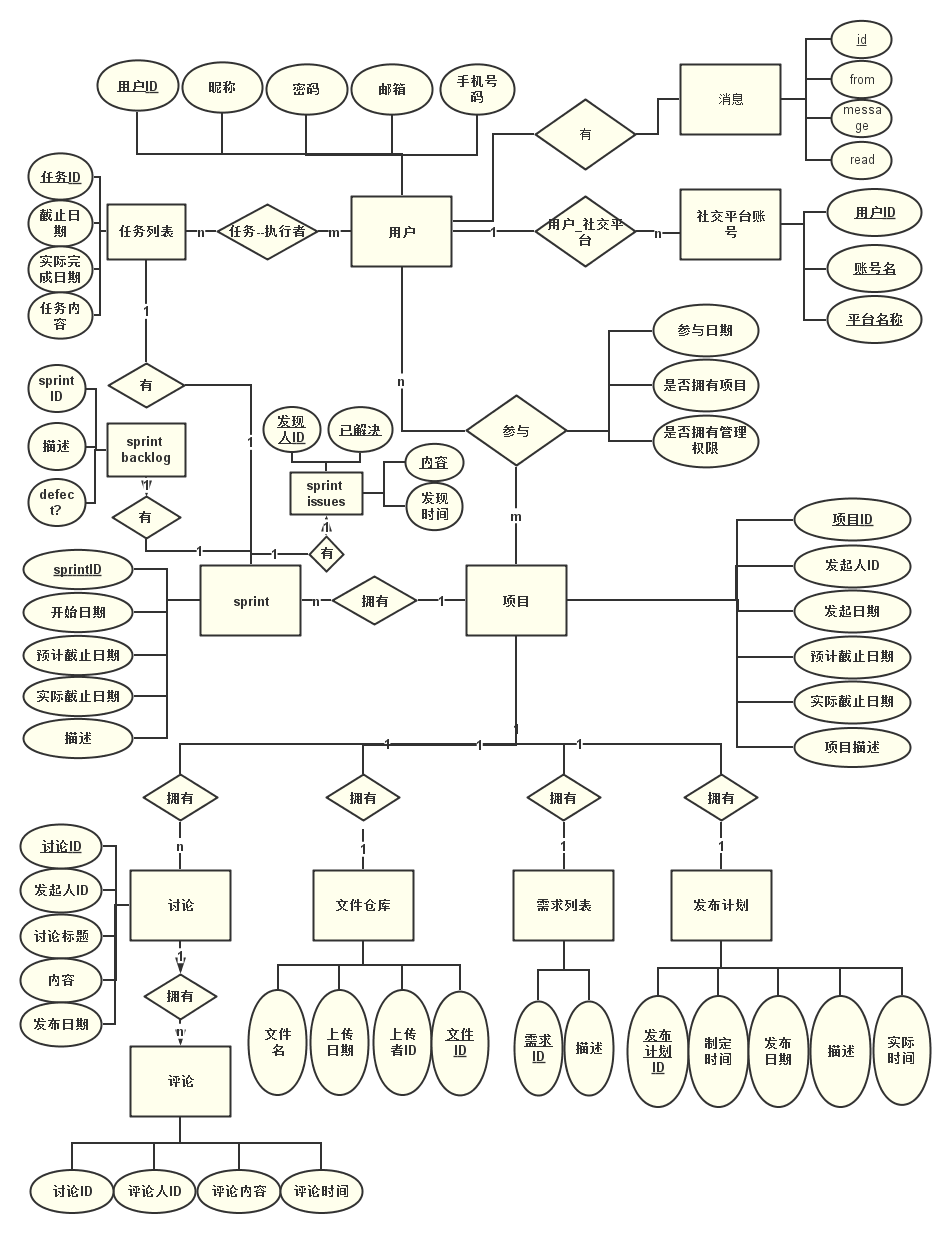 id
from
messa
ge
read
消息
有
用户ID
昵称
密码
邮箱
手机号
码
任务ID
截止日
期
实际完
成日期
任务内
容
任务列表
n
任务--执行者
m
用户
1
用户_社交平
台
n
社交平台账
号
用户ID
账号名
平台名称
1
有
1
n
参与
参与日期
是否拥有项目
是否拥有管理
权限
m
sprint
ID
描述
defec
t?
sprint
backlog
1
有
1
发现
人ID
已解决
sprint
issues
内容
发现
时间
1
有
1
sprintID
开始日期
预计截止日期
实际截止日期
描述
sprint
n
拥有
1
项目
项目ID
发起人ID
发起日期
预计截止日期
实际截止日期
项目描述
1
1
1
1
拥有
拥有
拥有
拥有
n
1
1
1
讨论ID
发起人ID
讨论标题
内容
发布日期
讨论
文件仓库
需求列表
发布计划
1
拥有
n
评论
文件
名
上传
日期
上传
者ID
文件
ID
需求
ID
描述
发布
计划
ID
制定
时间
发布
日期
描述
实际
时间
讨论ID
评论人ID
评论内容
评论时间